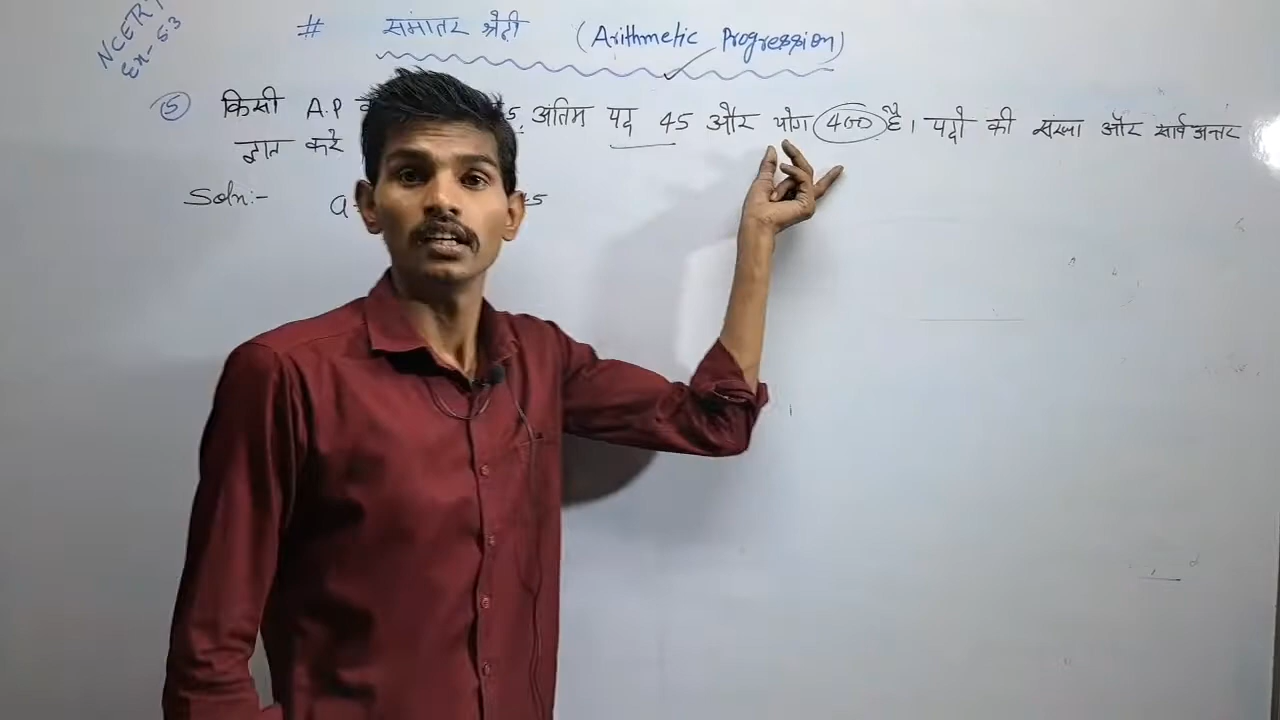 NCERT
Ex-5.3
# समांतर श्रेढ़ी (Arithmetic Progression)
(5) किसी A.P 5, अंतिम पद 45 और योग 400 है। पदों की संख्या और सार्व अन्तर
ज्ञात करे
Soln:- a= 45